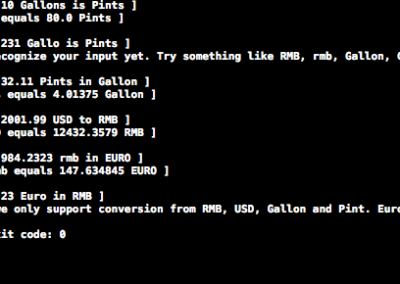 10 Gallons is Pints ]
equals 80.0 Pints ]
231 Gallo is Pints ]
ecognize your input yet. Try something like RMB, rmb, Gallon,
32.11 Pints in Gallon ]
equals 4.01375 Gallon ]
2001.99 USD to RMB ]
equals 12432.3579 RMB ]
984.2323 rmb in EURO ]
b equals 147.634845 EURO ]
23 Euro in RMB ]
e only support conversion from RMB, USD, Gallon and Pint. Eur
it code: 0